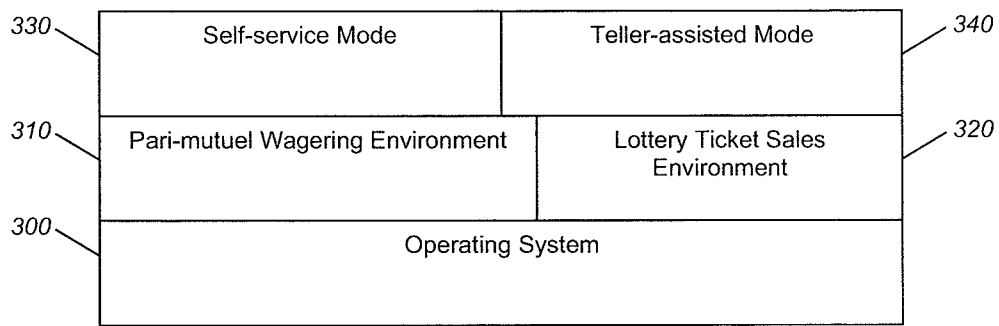 330
Self-service Mode
Teller-assisted Mode
340
310
Pari-mutuel Wagering Environment
Lottery Ticket Sales
Environment
320
300
Operating System